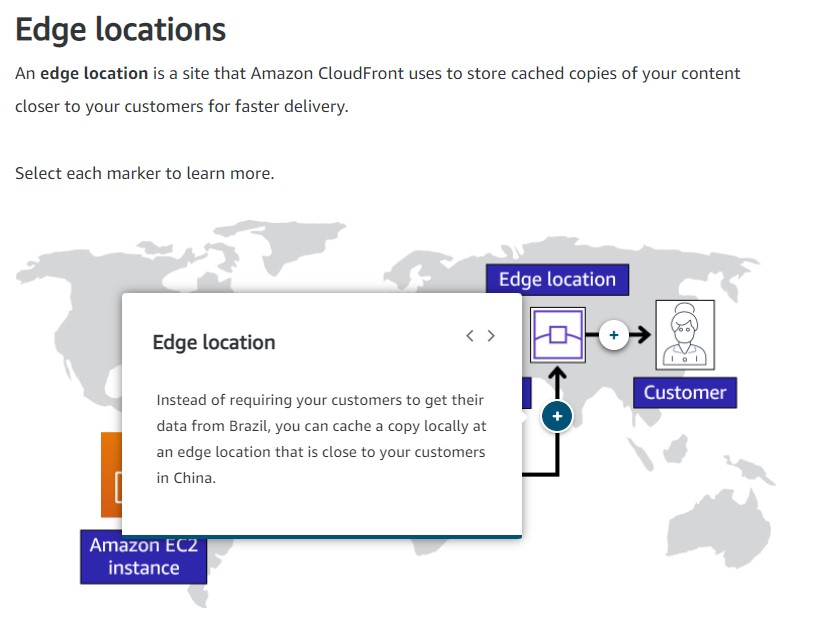 Edge locations
An edge location is a site that Amazon CloudFront uses to store cached copies of your content
closer to your customers for faster delivery.
Select each marker to learn more.
Edge location
Edge location
Instead of requiring your customers to get their
data from Brazil, you can cache a copy locally at
an edge location that is close to your customers
in China.
Customer
Amazon EC2
instance